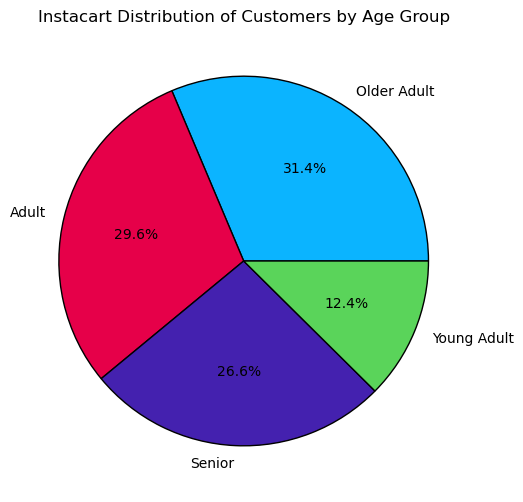 Instacart Distribution of Customers by Age Group
Older Adult
31.4%
Adult
29.6%
12.4%
Young Adult
26.6%
Senior